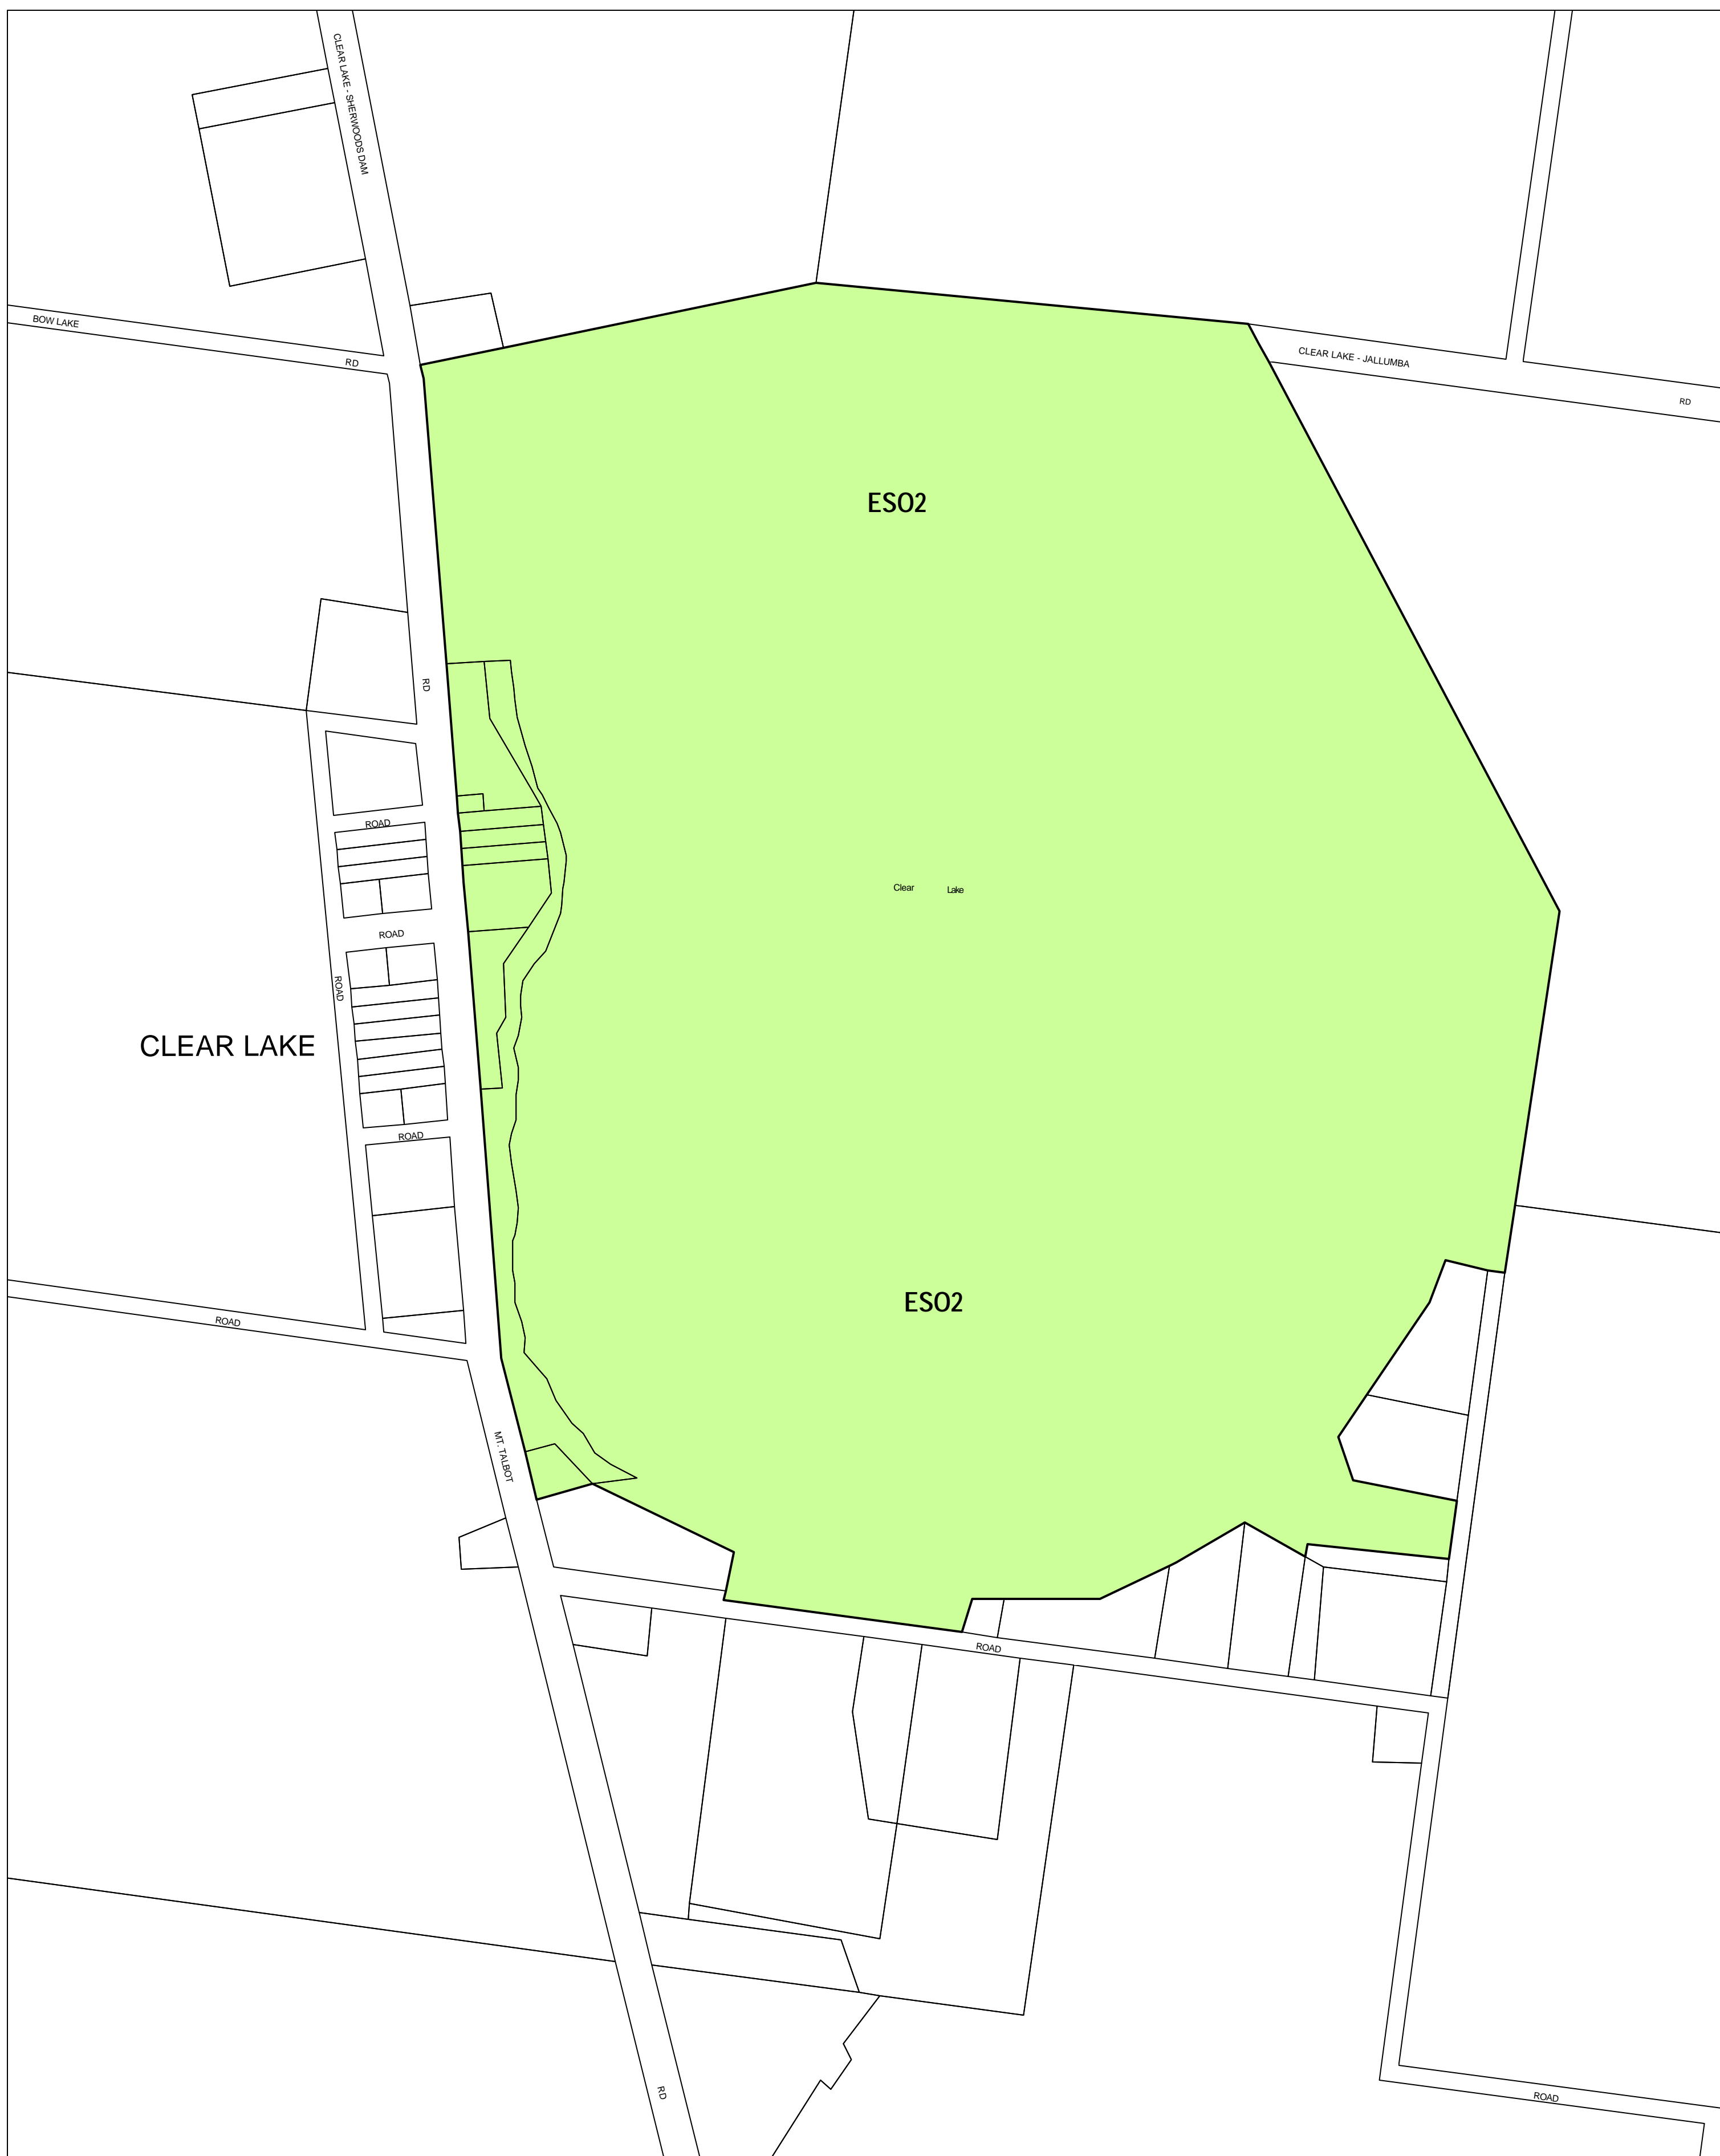 CLEAR LAKE - SHERWOODS DAM
BOW LAKE
RD
CLEAR LAKE - JALLUMBA
RD
ESO2
RD
ROAD
Clear Lake
ROAD
ROAD
CLEAR LAKE
ROAD
ESO2
ROAD
MT. TALBOT
ROAD
RD
ROAD